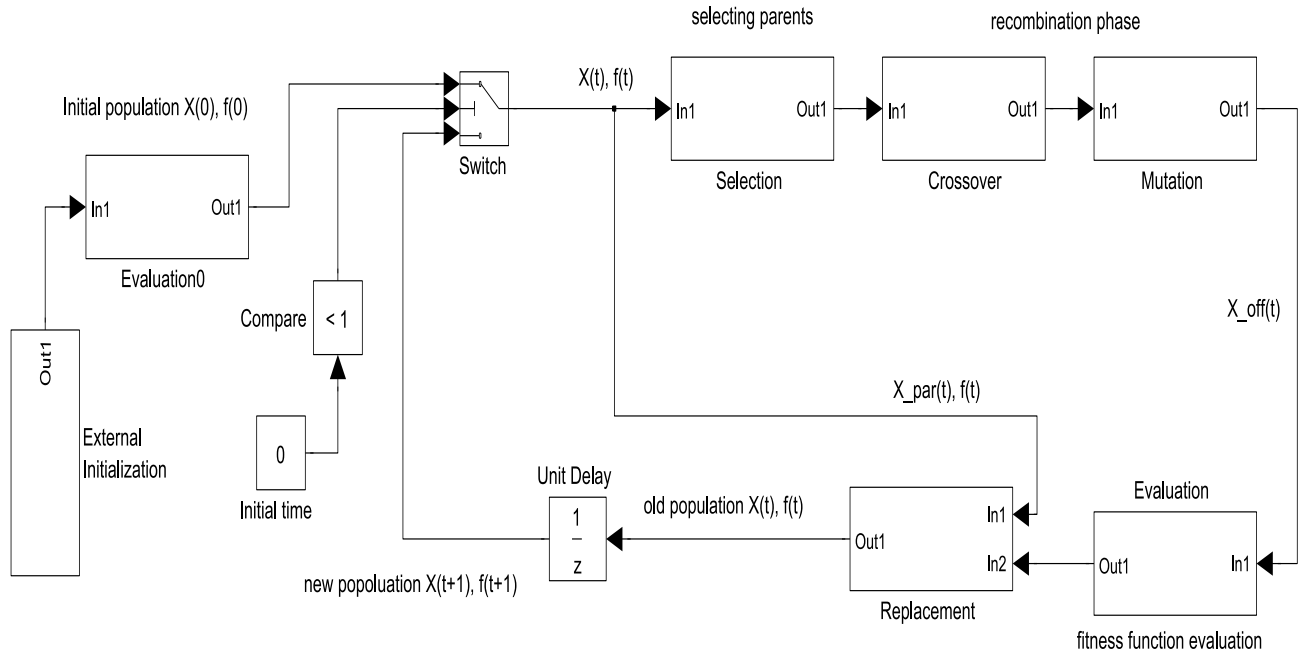 selecting parents
recombination phase
Initial population X(0), f(0)
X(t), f(t)
In1
Out1
In1
Out1
In1
Out1
Switch
Selection
Crossover
Mutation
In1
Out1
Evaluation0
Compare
< 1
X_off(t)
Out1
External
Initialization
0
Initial time
X_par(t), f(t)
Unit Delay
1
z
old population X(t), f(t)
new popoluation X(t+1), f(t+1)
In1
Out1
In2
Replacement
Evaluation
Out1
In1
fitness function evaluation